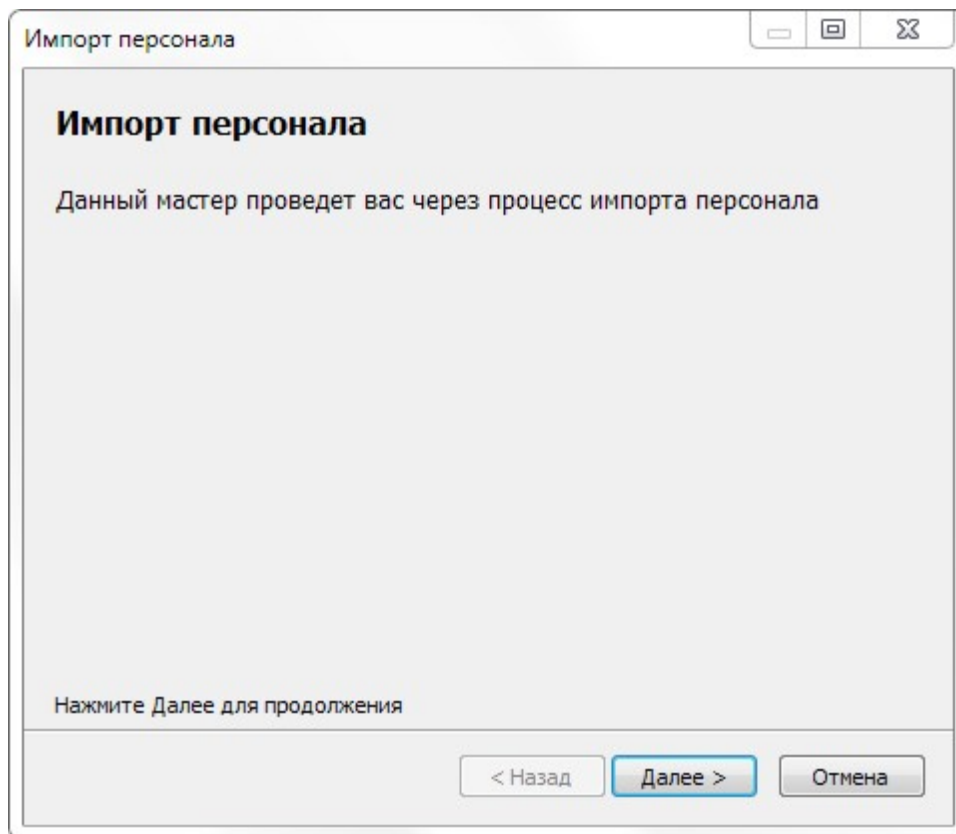 Импорт персонала
Импорт персонала
Данный мастер проведет вас через процесс импорта персонала
Нажмите Далее для продолжения
< Назад Далее > Отмена